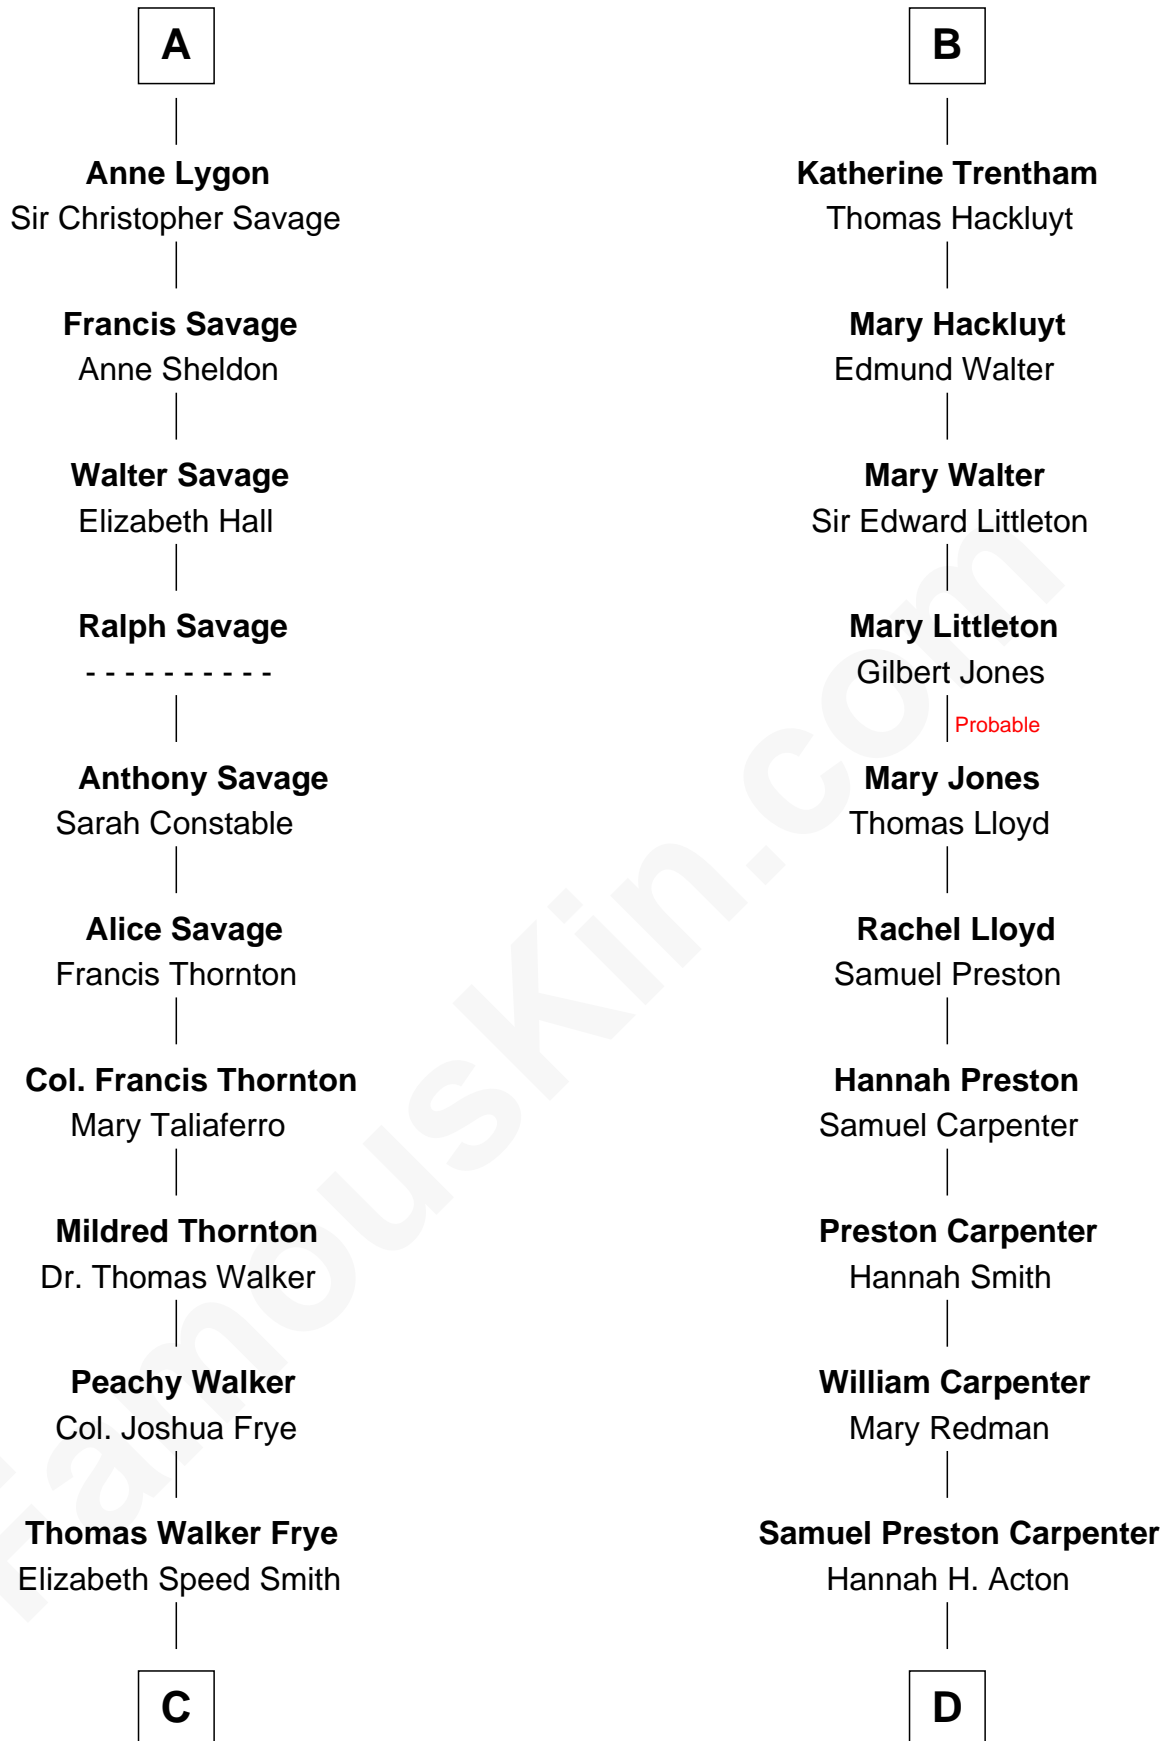 A
Anne Lygon
Sir Christopher Savage
Francis Savage
Anne Sheldon
Walter Savage
Elizabeth Hall
Ralph Savage
- - - - - - - - - -
Anthony Savage
Sarah Constable
Alice Savage
Francis Thornton
Col. Francis Thornton
Mary Taliaferro
Mildred Thornton
Dr. Thomas Walker
Peachy Walker
Col. Joshua Frye
Thomas Walker Frye
Elizabeth Speed Smith
C
B
Katherine Trentham
Thomas Hackluyt
Mary Hackluyt
Edmund Walter
Mary Walter
Sir Edward Littleton
Mary Littleton
Gilbert Jones
Probable
Mary Jones
Thomas Lloyd
Rachel Lloyd
Samuel Preston
Hannah Preston
Samuel Carpenter
Preston Carpenter
Hannah Smith
William Carpenter
Mary Redman
Samuel Preston Carpenter
Hannah H. Acton
D
FamousKin.com